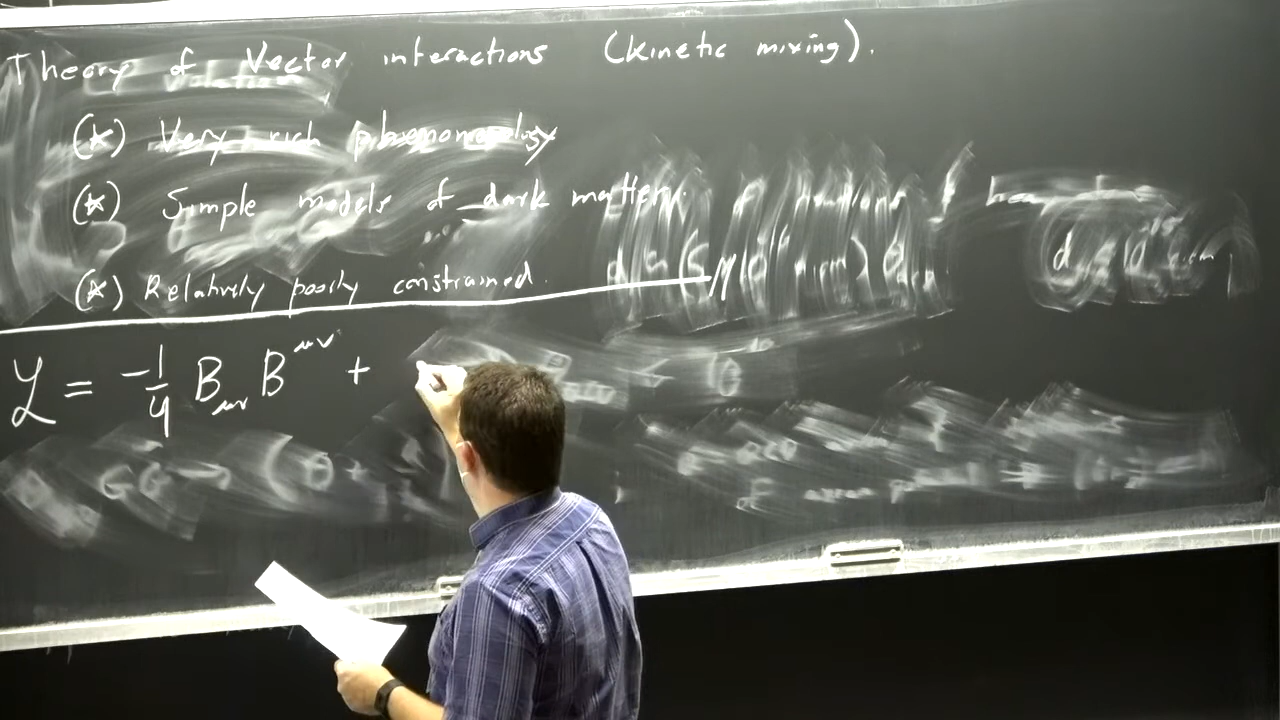 Theory of Vector interactions (kinetic mixing).
(*) Very rich phenomenology
(*) Simple models of dark matter.
(*) Relatively poorly constrained.
ℒ = -1/4 B_μν B^μν +